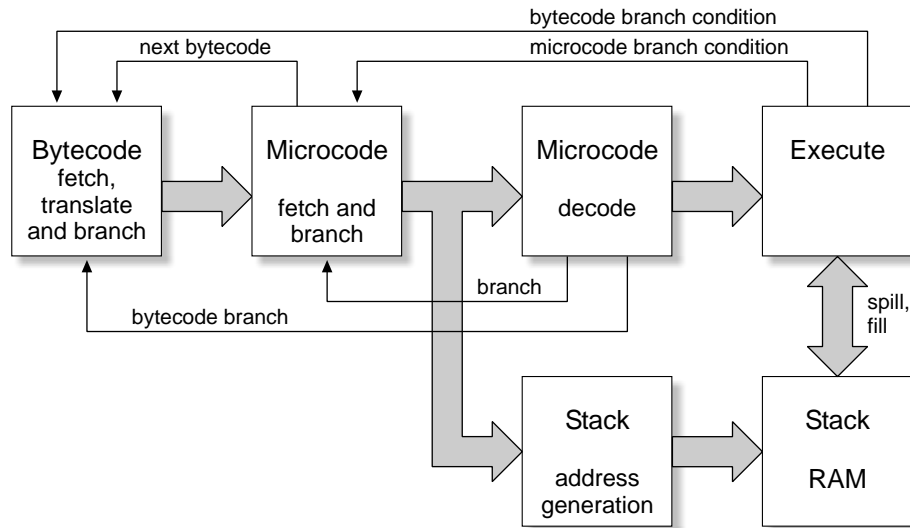 bytecode branch condition
next bytecode
microcode branch condition
Bytecode
fetch,
translate
and branch
Microcode
fetch and
branch
Microcode
decode
Execute
branch
bytecode branch
spill,
fill
Stack
address
generation
Stack
RAM